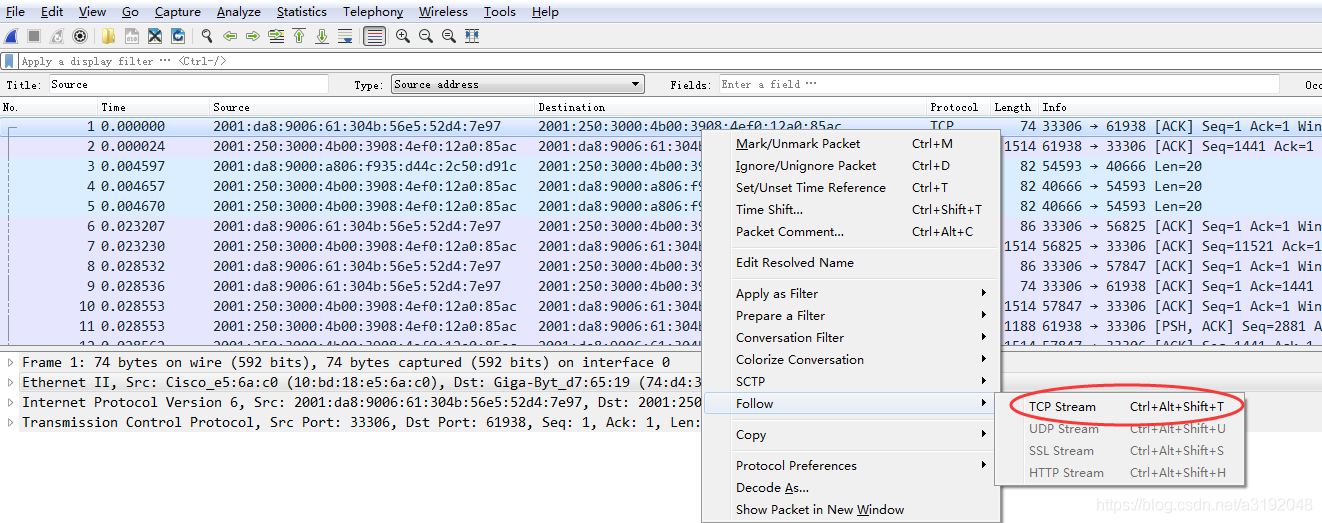 File Edit View Go Capture Analyze Statistics Telephony Wireless Tools Help
Apply a display filter ··· <Ctrl-/>
Title: Source Type: Source address Fields: Enter a field ··· Occ
No. Time Source Destination Protocol Length Info
1 0.000000 2001:da8:9006:61:304b:56e5:52d4:7e97 2001:250:3000:4b00:3908:4ef0:12a0:85ac TCP 74 33306 → 61938 [ACK] Seq=1 Ack=1 Win
2 0.000024 2001:250:3000:4b00:3908:4ef0:12a0:85ac 2001:da8:9006:61:304b 1514 61938 → 33306 [ACK] Seq=1441 Ack=1
3 0.004597 2001:da8:9000:a806:f935:d44c:2c50:d91c 2001:250:3000:4b00:39 82 54593 → 40666 Len=20
4 0.004657 2001:250:3000:4b00:3908:4ef0:12a0:85ac 2001:da8:9000:a806:f9 82 40666 → 54593 Len=20
5 0.004670 2001:250:3000:4b00:3908:4ef0:12a0:85ac 2001:da8:9000:a806:f9 82 40666 → 54593 Len=20
6 0.023207 2001:da8:9006:61:304b:56e5:52d4:7e97 2001:250:3000:4b00:39 86 33306 → 56825 [ACK] Seq=1 Ack=1 Win
7 0.023230 2001:250:3000:4b00:3908:4ef0:12a0:85ac 2001:da8:9006:61:304b 1514 56825 → 33306 [ACK] Seq=11521 Ack=1
8 0.028532 2001:da8:9006:61:304b:56e5:52d4:7e97 2001:250:3000:4b00:39 86 33306 → 57847 [ACK] Seq=1 Ack=1 Win
9 0.028536 2001:da8:9006:61:304b:56e5:52d4:7e97 2001:250:3000:4b00:39 74 33306 → 61938 [ACK] Seq=1 Ack=1441
10 0.028553 2001:250:3000:4b00:3908:4ef0:12a0:85ac 2001:da8:9006:61:304b 1514 57847 → 33306 [ACK] Seq=1 Ack=1 Win
11 0.028553 2001:250:3000:4b00:3908:4ef0:12a0:85ac 2001:da8:9006:61:304b 1188 61938 → 33306 [PSH, ACK] Seq=2881 A
Mark/Unmark Packet Ctrl+M
Ignore/Unignore Packet Ctrl+D
Set/Unset Time Reference Ctrl+T
Time Shift... Ctrl+Shift+T
Packet Comment... Ctrl+Alt+C
Edit Resolved Name
Apply as Filter
Prepare a Filter
Conversation Filter
Colorize Conversation
SCTP
Follow
Copy
Protocol Preferences
Decode As...
Show Packet in New Window
TCP Stream Ctrl+Alt+Shift+T
UDP Stream Ctrl+Alt+Shift+U
SSL Stream Ctrl+Alt+Shift+S
HTTP Stream Ctrl+Alt+Shift+H
Frame 1: 74 bytes on wire (592 bits), 74 bytes captured (592 bits) on interface 0
Ethernet II, Src: Cisco_e5:6a:c0 (10:bd:18:e5:6a:c0), Dst: Giga-Byt_d7:65:19 (74:d4:3
Internet Protocol Version 6, Src: 2001:da8:9006:61:304b:56e5:52d4:7e97, Dst: 2001:250
Transmission Control Protocol, Src Port: 33306, Dst Port: 61938, Seq: 1, Ack: 1, Len:
https://blog.csdn.net/a3192048